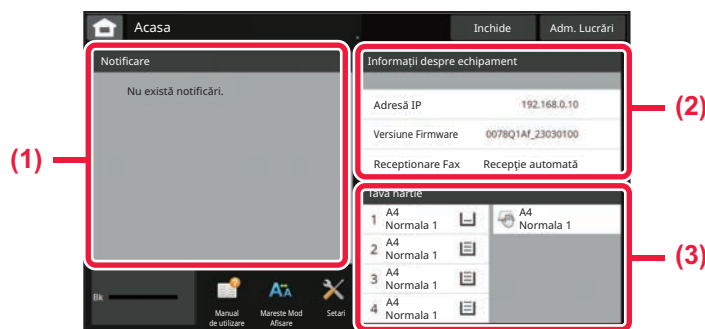 Acasa
Inchide
Adm. Lucrări
Notificare
Nu există notificări.
(1)
Informații despre echipament
Adresă IP 192.168.0.10
Versiune Firmware 0078Q1Af_23030100
Receptionare Fax Recepţie automată
(2)
Tava hartie
1 A4
Normala 1
A4
Normala 1
2 A4
Normala 1
3 A4
Normala 1
4 A4
Normala 1
(3)
Bk
Manual
de utilizare
AA
Mareste Mod
Afisare
Setari